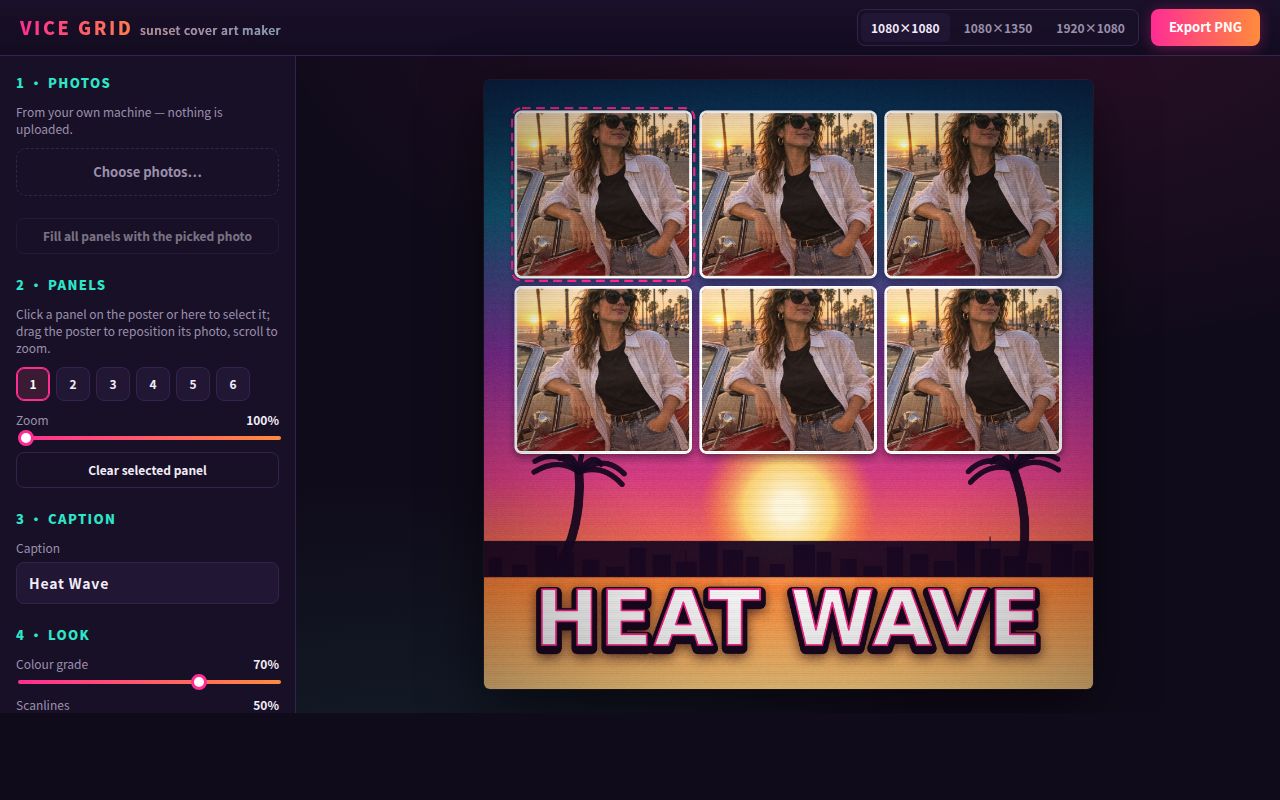 VICE GRID sunset cover art maker
1080×1080 1080×1350 1920×1080
Export PNG
1 • PHOTOS
From your own machine — nothing is
uploaded.
Choose photos…
Fill all panels with the picked photo
2 • PANELS
Click a panel on the poster or here to select it;
drag the poster to reposition its photo, scroll to
zoom.
1 2 3 4 5 6
Zoom 100%
Clear selected panel
3 • CAPTION
Caption
Heat Wave
4 • LOOK
Colour grade 70%
Scanlines 50%
HEAT WAVE